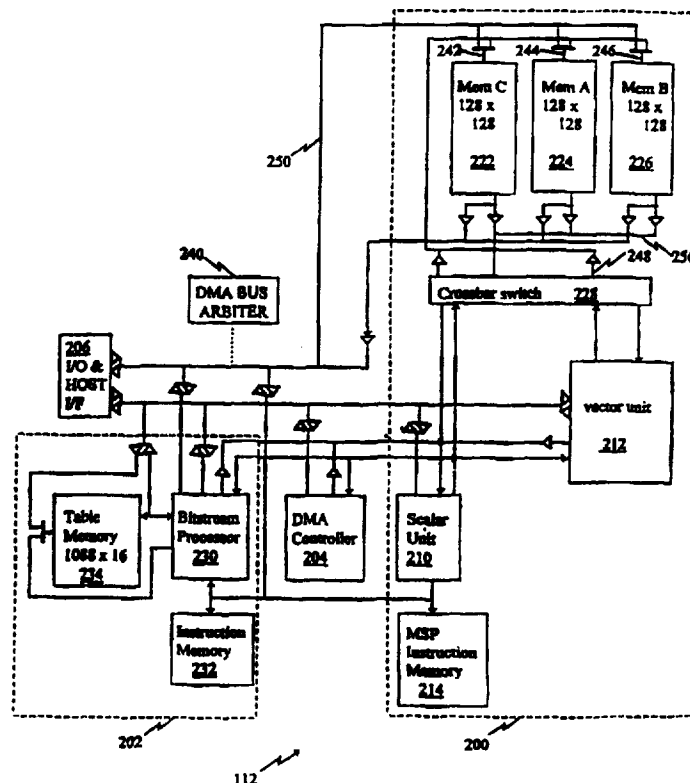 242
244
246
Mem C
128 x
128
222
Mem A
128 x
128
224
Mem B
128 x
128
226
250
256
248
240
DMA BUS
ARBITER
Crossbar switch 228
206
I/O &
HOST
I/F
vector unit
212
Table
Memory
1088 x 16
234
Bitstream
Processor
230
DMA
Controller
204
Scalar
Unit
210
Instruction
Memory
232
MSP
Instruction
Memory
214
202
200
112